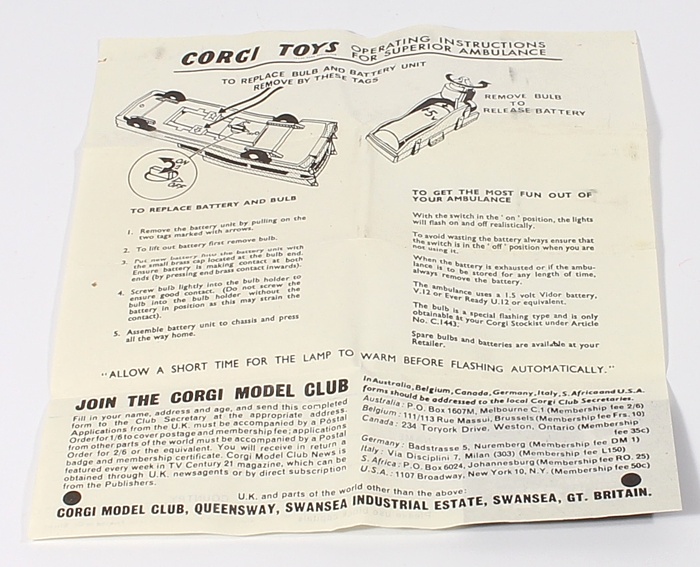 CORGI TOYS OPERATING INSTRUCTIONS
FOR SUPERIOR AMBULANCE
TO REPLACE BULB AND BATTERY UNIT
REMOVE BY THESE TAGS
REMOVE BULB
TO
RELEASE BATTERY
ON
OFF
TO REPLACE BATTERY AND BULB
1. Remove the battery unit by pulling on the
two tags marked with arrows.
2. To lift out battery first remove bulb.
3. Put new battery into the unit with
the small brass cap located at the bulb end.
Ensure battery is making contact at both
ends (by pressing end brass contact inwards).
4. Screw bulb lightly into the bulb holder to
ensure good contact. (Do not screw the
bulb into the bulb holder without the
battery in position as this may strain the
contact).
5. Assemble battery unit to chassis and press
all the way home.
TO GET THE MOST FUN OUT OF
YOUR AMBULANCE
With the switch in the 'on' position, the lights
will flash on and off realistically.
To avoid wasting the battery always ensure that
the switch is in the 'off' position when you are
not using it.
When the battery is exhausted or if the ambu-
lance is to be stored for any length of time,
always remove the battery.
The ambulance uses a 1.5 volt Vidor battery,
V.12 or Ever Ready U.12 or equivalent.
The bulb is a special flashing type and is only
obtainable at your Corgi Stockist under Article
No. C.1443.
Spare bulbs and batteries are available at your
Retailer.
"ALLOW A SHORT TIME FOR THE LAMP TO WARM BEFORE FLASHING AUTOMATICALLY."
JOIN THE CORGI MODEL CLUB
Fill in your name, address and age, and send this completed
form to the Club Secretary at the appropriate address.
Applications from the U.K. must be accompanied by a Postal
Order for 1/6 to cover postage and membership fee; applications
from other parts of the world must be accompanied by a Postal
Order for 2/6 or the equivalent. You will receive in return a
badge and membership certificate. Corgi Model Club News is
featured every week in TV Century 21 magazine, which can be
obtained through U.K. newsagents or by direct subscription
from the Publishers.
In Australia, Belgium, Canada, Germany, Italy, S. Africa and U.S.A.
forms should be addressed to the local Corgi Club Secretaries.
Australia: P.O. Box 1607M, Melbourne C.1 (Membership fee 2/6)
Belgium: 111/113 Rue Massui, Brussels (Membership fee Frs. 10)
Canada: 234 Toryork Drive, Weston, Ontario (Membership
fee 35c)
Germany: Badstrasse 5, Nuremberg (Membership fee DM 1)
Italy: Via Disciplini 7, Milan (303) (Membership fee L150)
S. Africa: P.O. Box 6024, Johannesburg (Membership fee RO. 25)
U.S.A.: 1107 Broadway, New York 10, N.Y. (Membership fee 50c)
U.K. and parts of the world other than the above:
CORGI MODEL CLUB, QUEENSWAY, SWANSEA INDUSTRIAL ESTATE, SWANSEA, GT. BRITAIN.